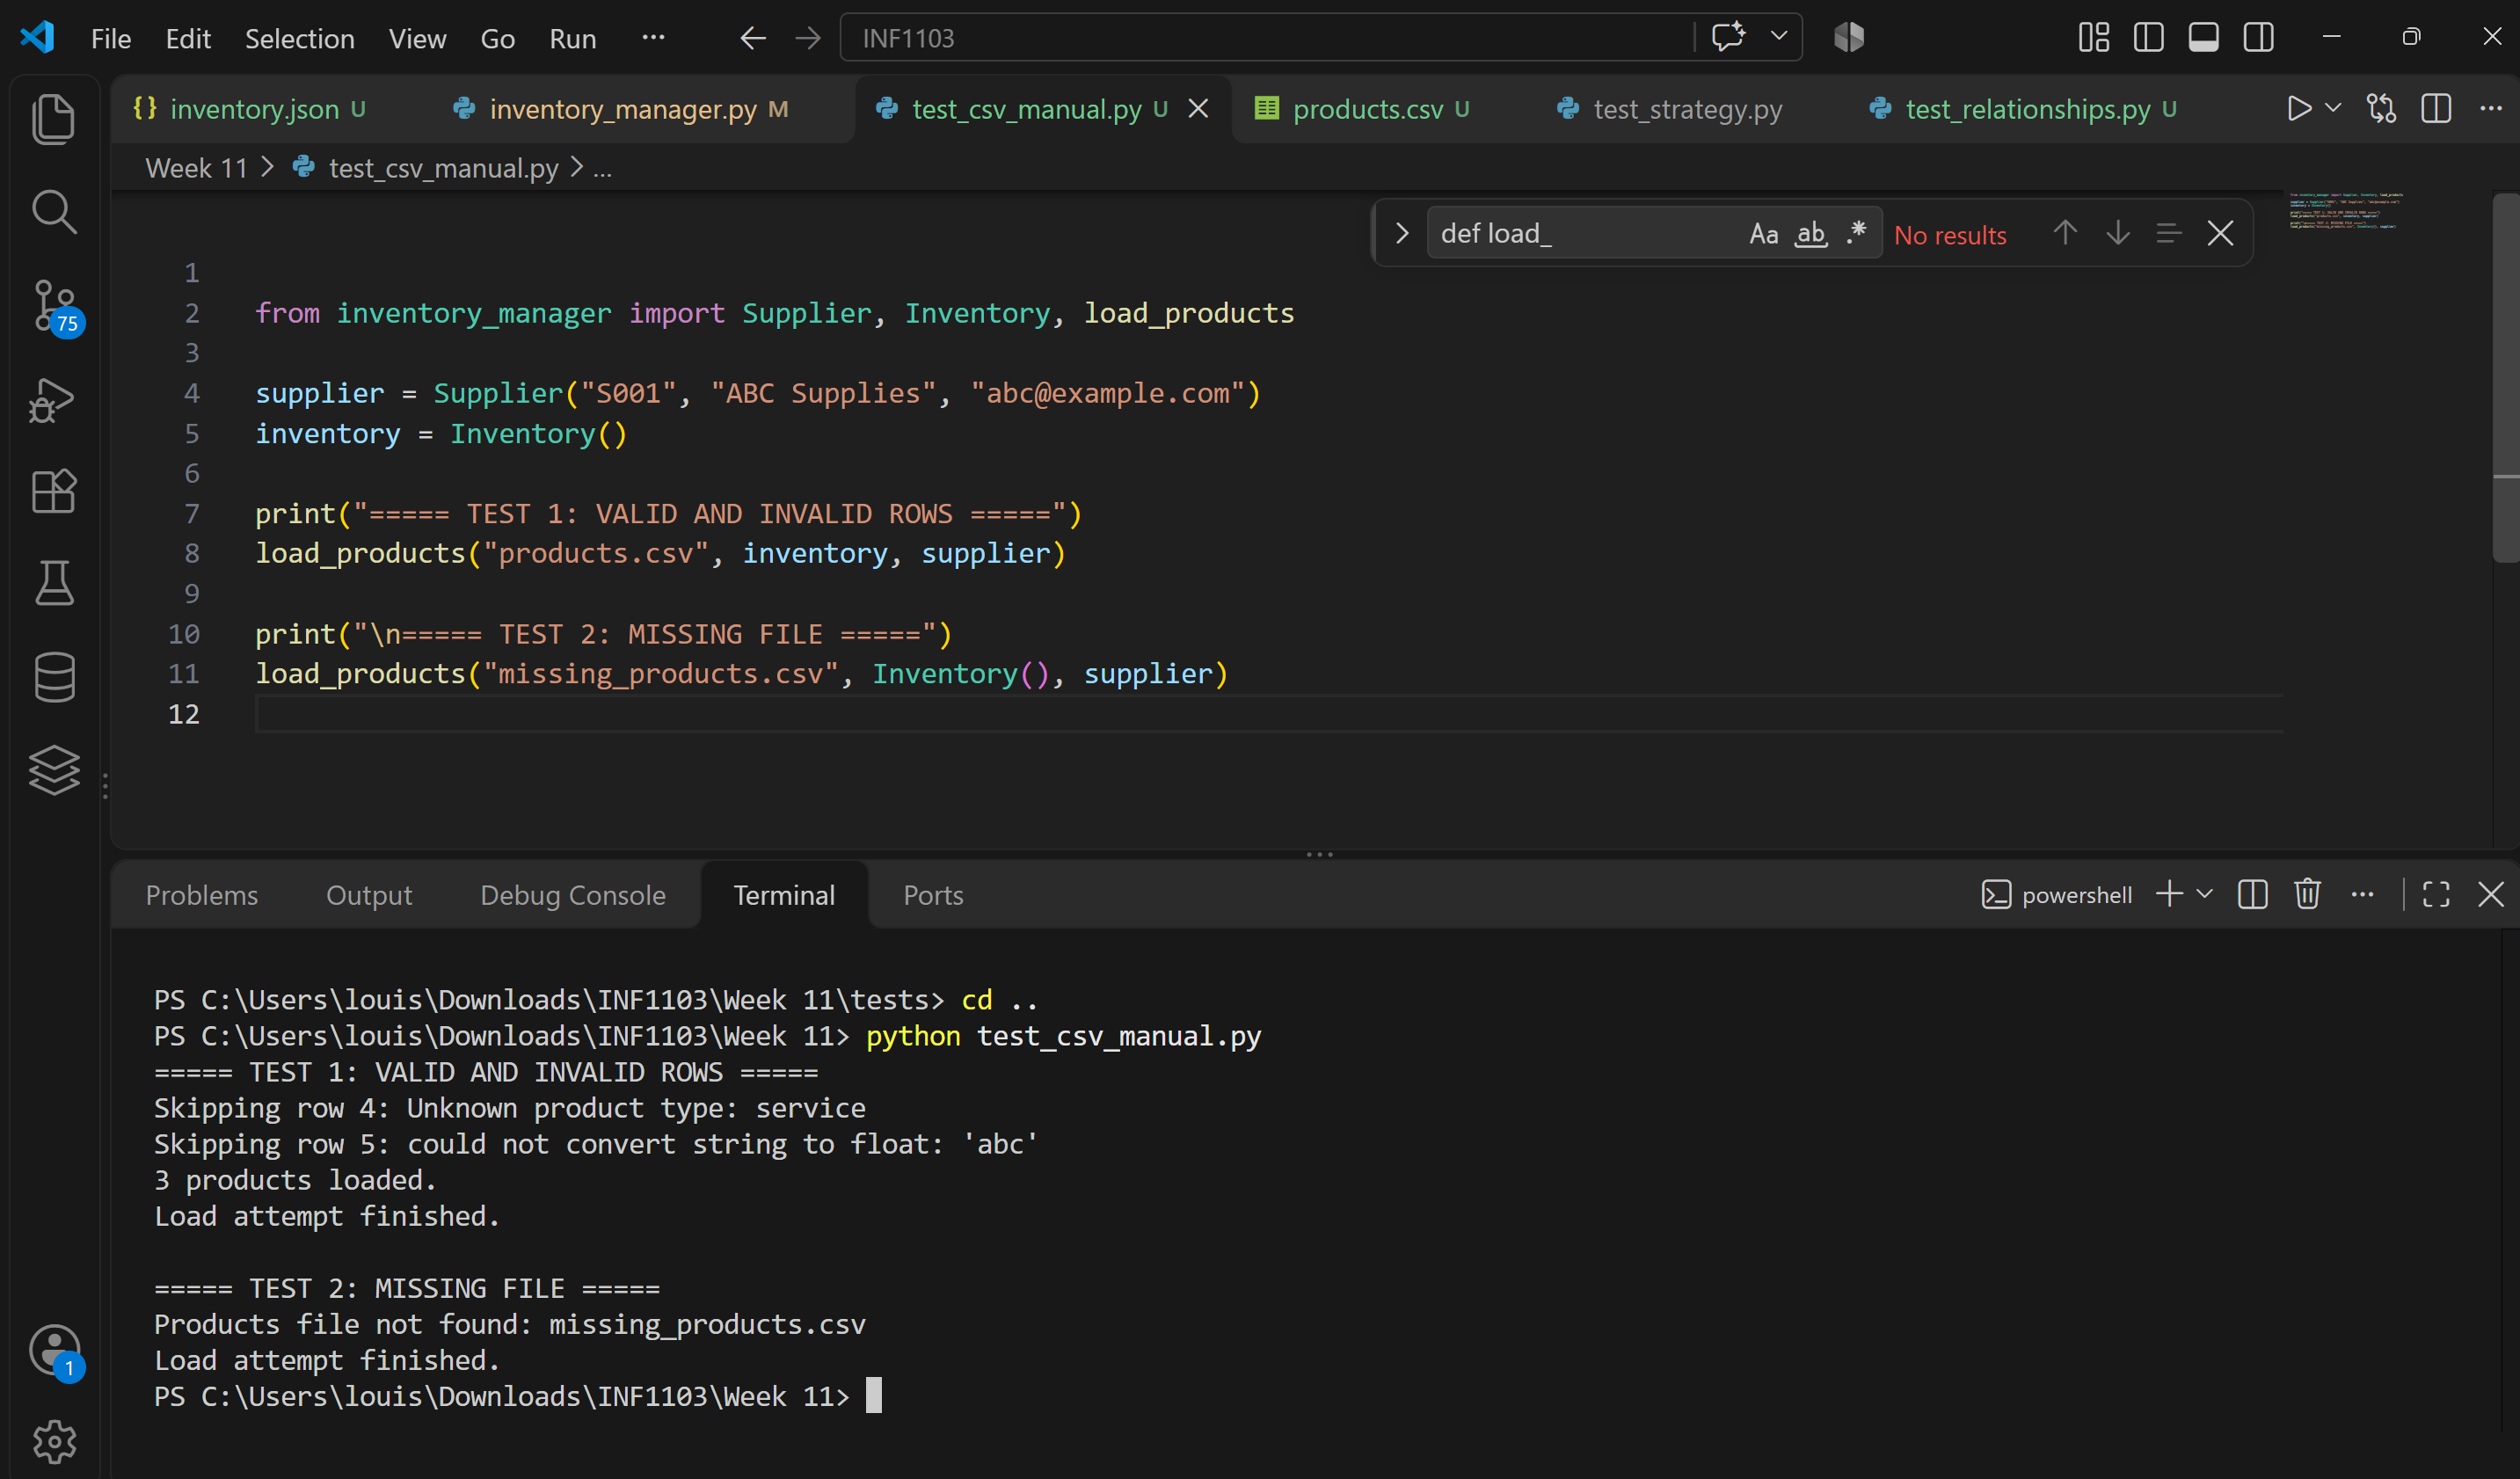 File Edit Selection View Go Run ··· INF1103
{} inventory.json U inventory_manager.py M test_csv_manual.py U products.csv U test_strategy.py test_relationships.py U
Week 11 > test_csv_manual.py > ...
def load_ Aa ab .* No results
1
2 from inventory_manager import Supplier, Inventory, load_products
3
4 supplier = Supplier("S001", "ABC Supplies", "abc@example.com")
5 inventory = Inventory()
6
7 print("===== TEST 1: VALID AND INVALID ROWS =====")
8 load_products("products.csv", inventory, supplier)
9
10 print("\n===== TEST 2: MISSING FILE =====")
11 load_products("missing_products.csv", Inventory(), supplier)
12
75
Problems Output Debug Console Terminal Ports powershell
PS C:\Users\louis\Downloads\INF1103\Week 11\tests> cd ..
PS C:\Users\louis\Downloads\INF1103\Week 11> python test_csv_manual.py
===== TEST 1: VALID AND INVALID ROWS =====
Skipping row 4: Unknown product type: service
Skipping row 5: could not convert string to float: 'abc'
3 products loaded.
Load attempt finished.

===== TEST 2: MISSING FILE =====
Products file not found: missing_products.csv
Load attempt finished.
PS C:\Users\louis\Downloads\INF1103\Week 11>
1